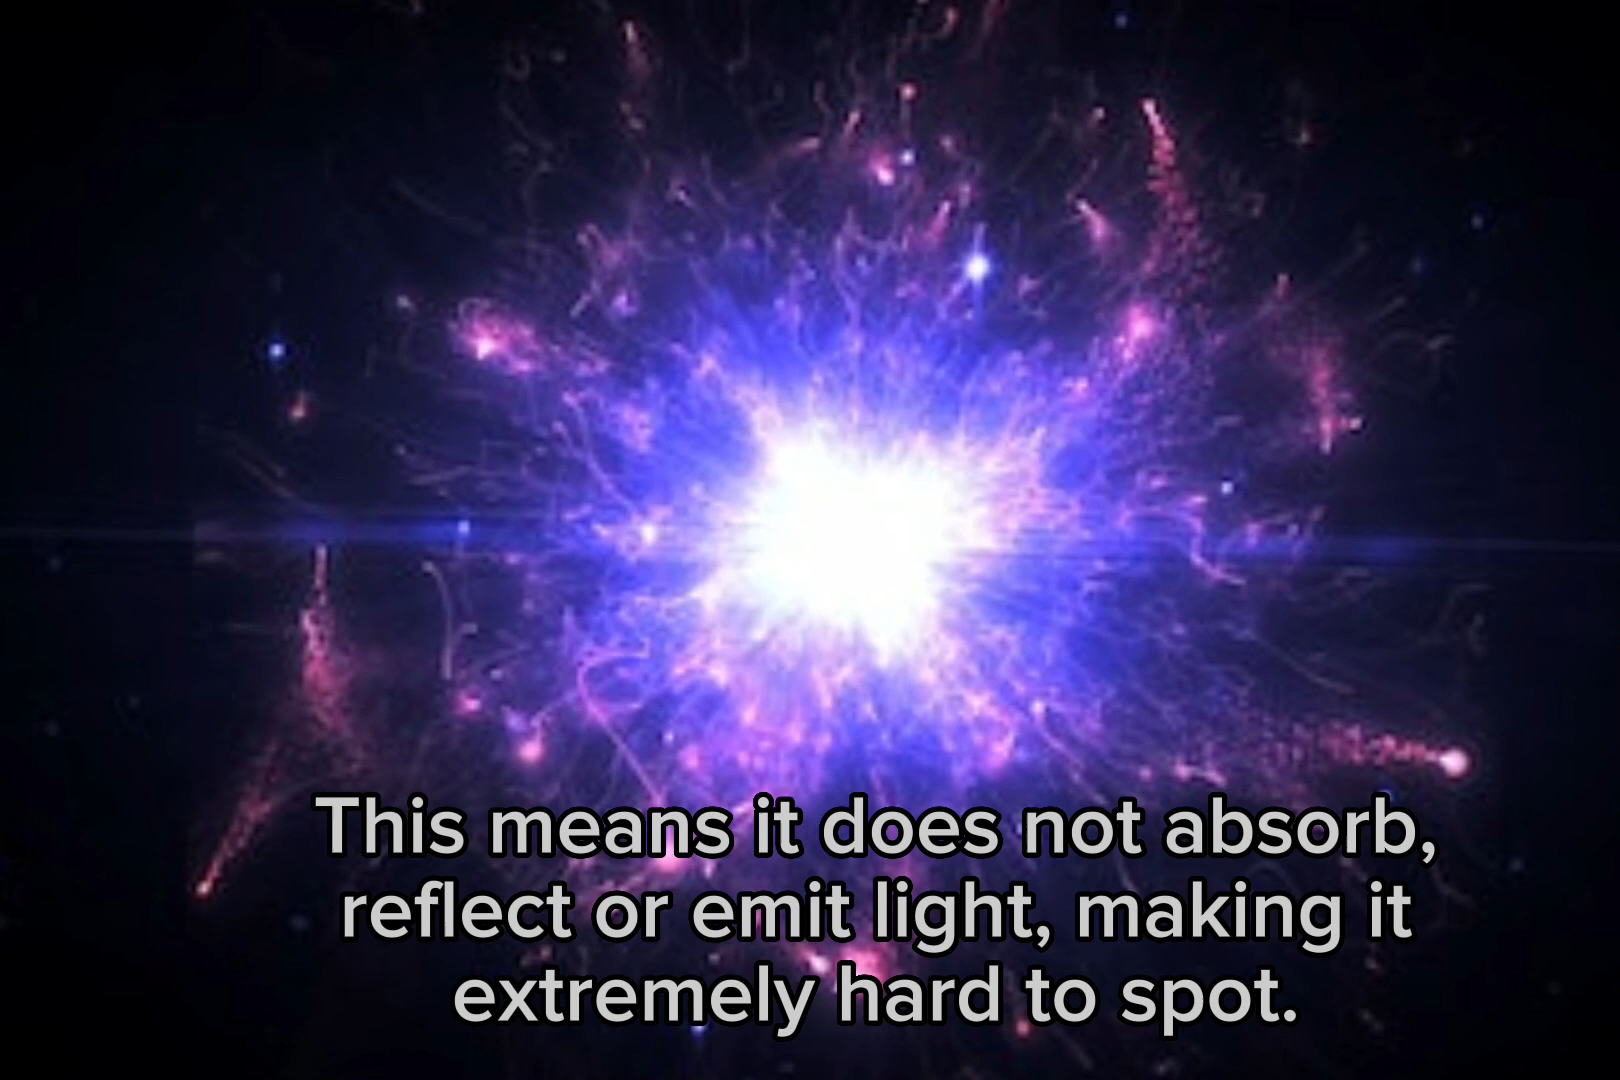 This means it does not absorb,
reflect or emit light, making it
extremely hard to spot.